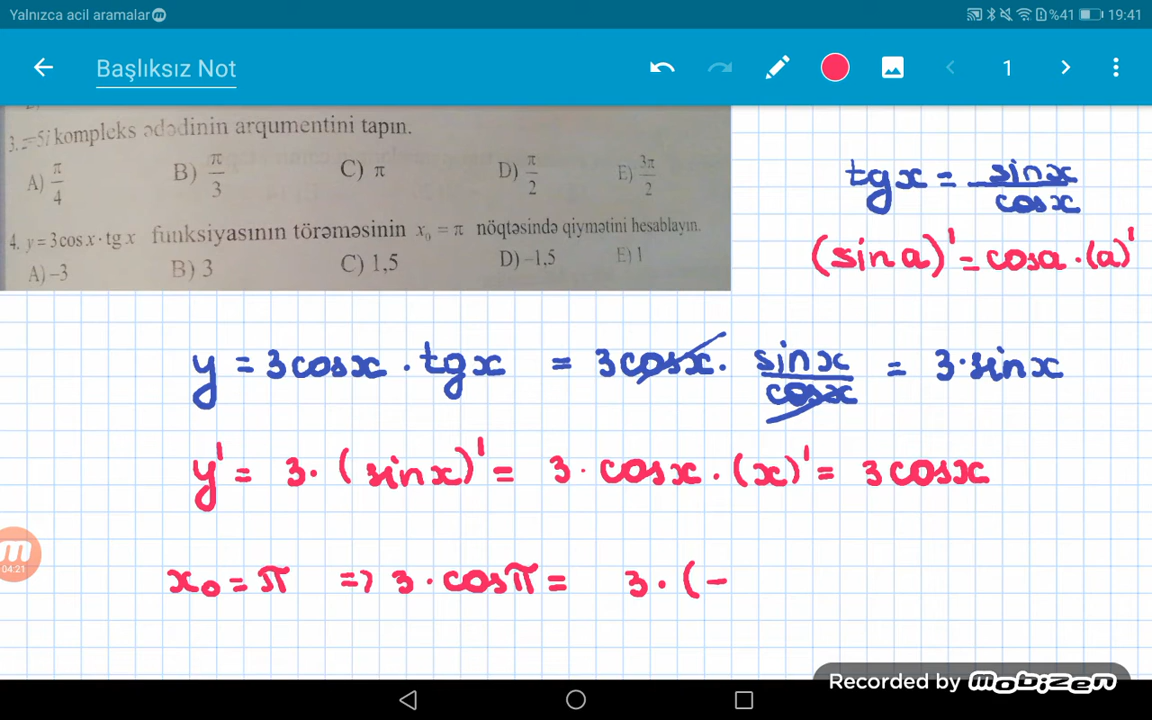 Yalnızca acil aramalar %41 19:41
Başlıksız Not 1
3. −5i kompleks ədədinin arqumentini tapın.
A) π/4 B) π/3 C) π D) π/2 E) 3π/2
4. y = 3cos x · tg x funksiyasının törəməsinin x₀ = π nöqtəsində qiymətini hesablayın.
A) −3 B) 3 C) 1,5 D) −1,5 E) 1
tgx = sinx/cosx
(sina)' = cosa · (a)'
y = 3cosx · tgx = 3cosx · sinx/cosx = 3·sinx
y' = 3· (sinx)' = 3· cosx · (x)' = 3cosx
x₀ = π => 3 · cosπ = 3 · (−
04:21
Recorded by mobizen